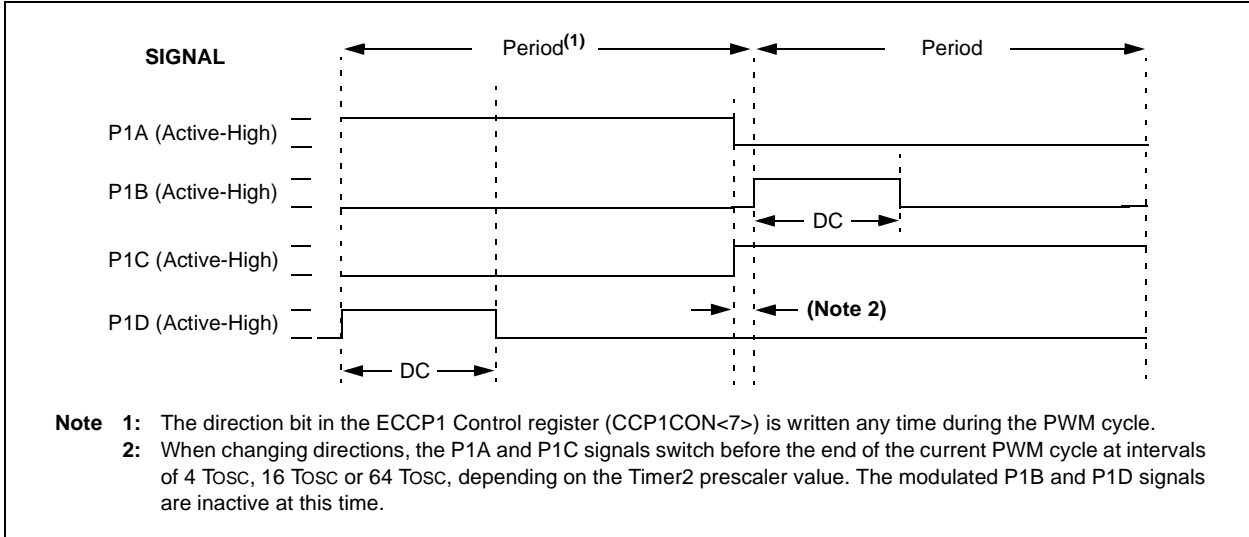 SIGNAL
Period(1)
Period
P1A (Active-High)
P1B (Active-High)
DC
P1C (Active-High)
P1D (Active-High)
(Note 2)
DC
Note 1: The direction bit in the ECCP1 Control register (CCP1CON<7>) is written any time during the PWM cycle.
2: When changing directions, the P1A and P1C signals switch before the end of the current PWM cycle at intervals
of 4 TOSC, 16 TOSC or 64 TOSC, depending on the Timer2 prescaler value. The modulated P1B and P1D signals
are inactive at this time.